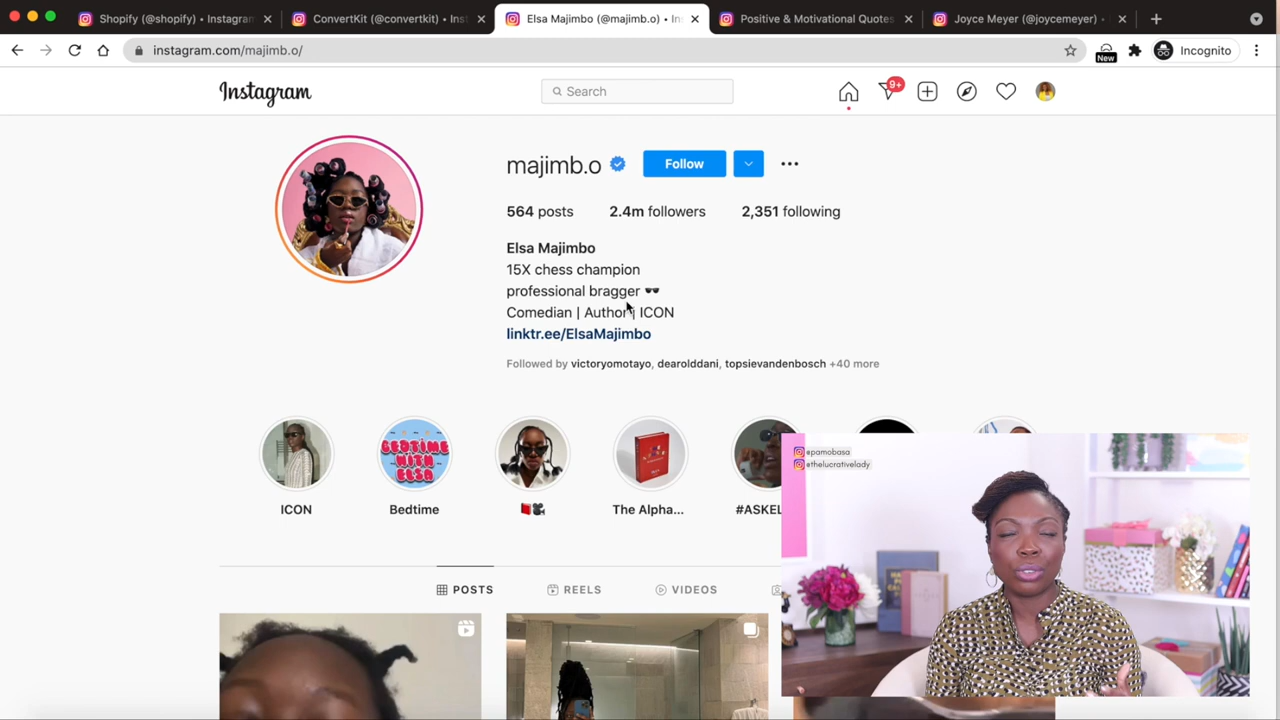 Shopify (@shopify) • Instagram
ConvertKit (@convertkit) • Inst
Elsa Majimbo (@majimb.o) • In
Positive & Motivational Quotes
Joyce Meyer (@joycemeyer) •
instagram.com/majimb.o/
New
Incognito
Instagram
Search
9+
majimb.o
Follow
564 posts
2.4m followers
2,351 following
Elsa Majimbo
15X chess champion
professional bragger 🕶️
Comedian | Author | ICON
linktr.ee/ElsaMajimbo
Followed by victoryomotayo, dearolddani, topsievandenbosch +40 more
BEDTIME
WITH
ELSA
ICON
Bedtime
📕🎥
The Alpha...
#ASKEL
@pamobasa
@thelucrativelady
POSTS
REELS
VIDEOS